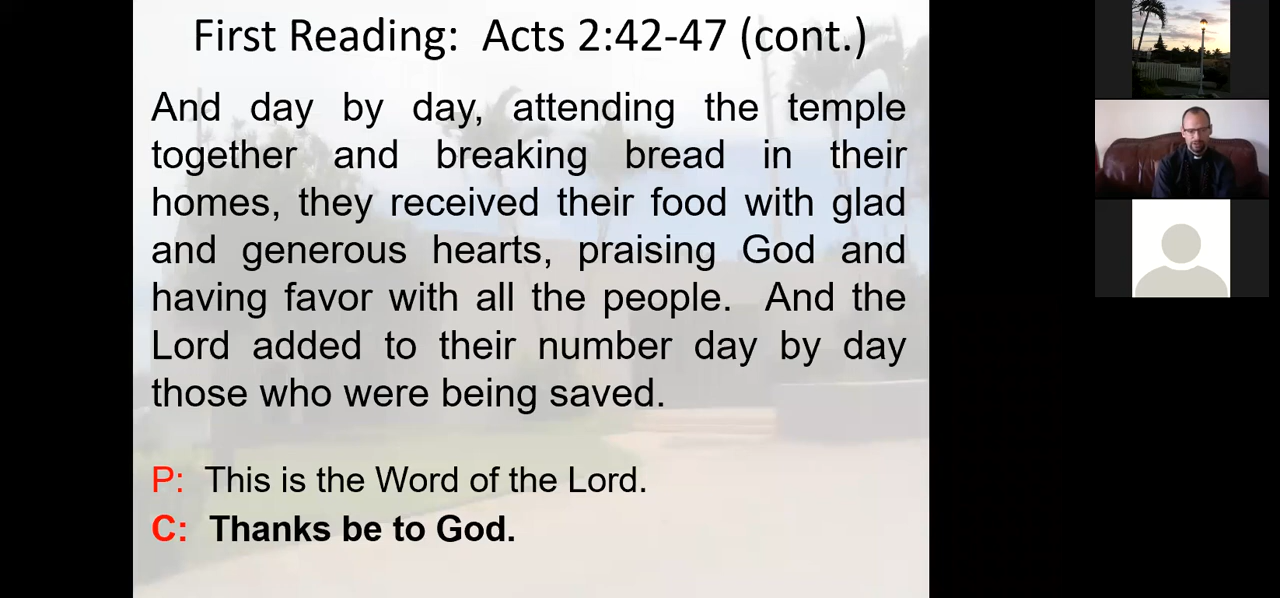 First Reading:  Acts 2:42-47 (cont.)
And day by day, attending the temple
together and breaking bread in their
homes, they received their food with glad
and generous hearts, praising God and
having favor with all the people.  And the
Lord added to their number day by day
those who were being saved.
P:  This is the Word of the Lord.
C:  Thanks be to God.